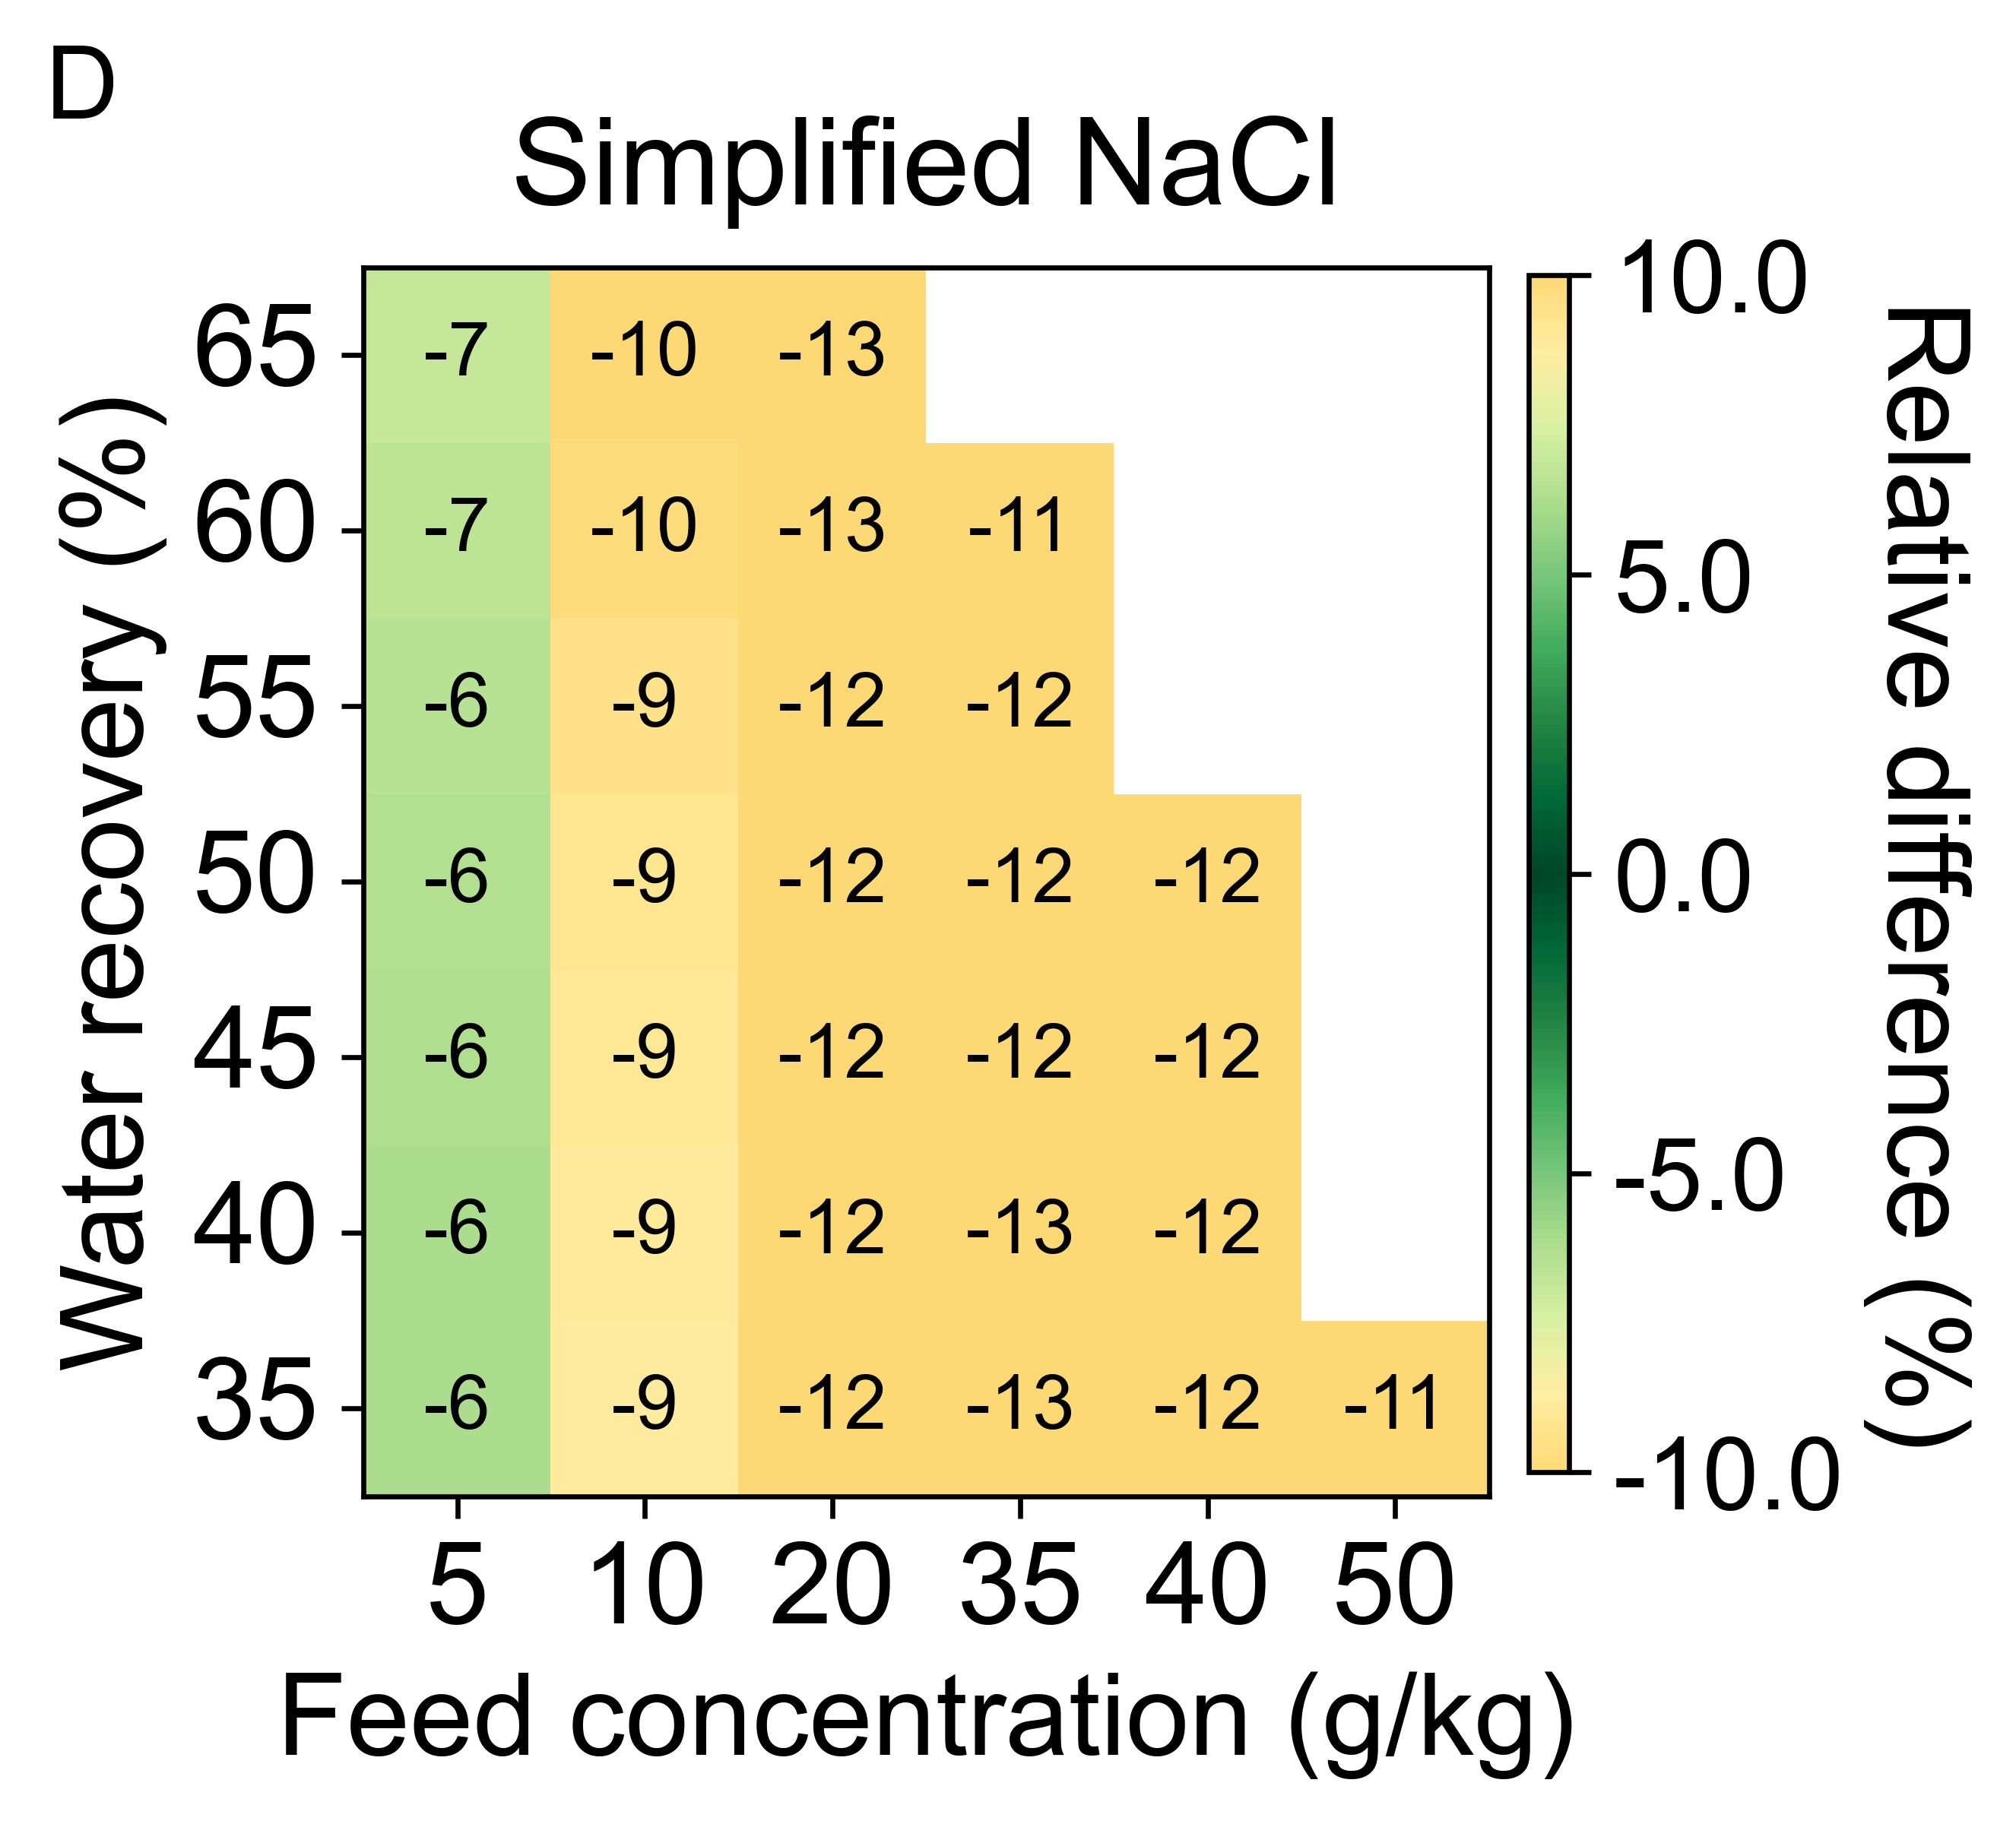 D
Simplified NaCl
65 -7 -10 -13
60 -7 -10 -13 -11
55 -6 -9 -12 -12
50 -6 -9 -12 -12 -12
45 -6 -9 -12 -12 -12
40 -6 -9 -12 -13 -12
35 -6 -9 -12 -13 -12 -11
5 10 20 35 40 50
Feed concentration (g/kg)
Water recovery (%)
10.0
5.0
0.0
-5.0
-10.0
Relative difference (%)